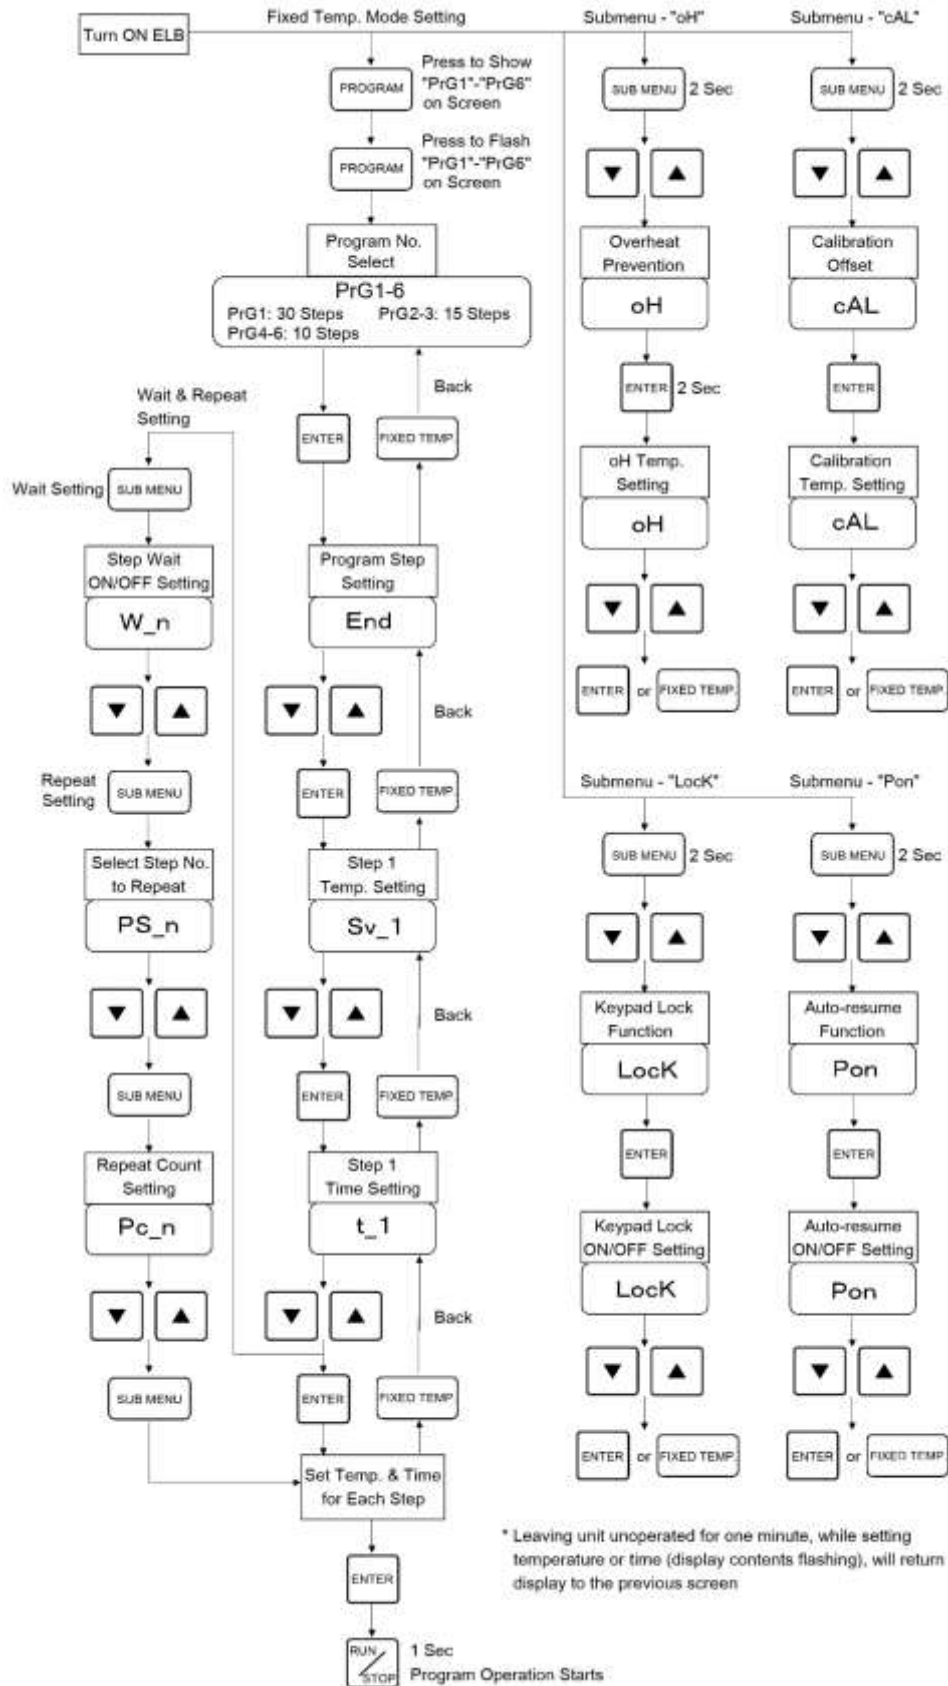 Turn ON ELB
Fixed Temp. Mode Setting
PROGRAM
Press to Show
"PrG1"-"PrG6"
on Screen
PROGRAM
Press to Flash
"PrG1"-"PrG6"
on Screen
Program No.
Select
PrG1-6
PrG1: 30 Steps PrG2-3: 15 Steps
PrG4-6: 10 Steps
ENTER
FIXED TEMP.
Back
Wait & Repeat
Setting
Wait Setting
SUB MENU
Step Wait
ON/OFF Setting
W_n
▼ ▲
Repeat
Setting
SUB MENU
Select Step No.
to Repeat
PS_n
▼ ▲
SUB MENU
Repeat Count
Setting
Pc_n
▼ ▲
SUB MENU
Program Step
Setting
End
▼ ▲
Back
ENTER
FIXED TEMP.
Step 1
Temp. Setting
Sv_1
▼ ▲
Back
ENTER
FIXED TEMP.
Step 1
Time Setting
t_1
▼ ▲
Back
ENTER
FIXED TEMP.
Set Temp. & Time
for Each Step
ENTER
RUN
STOP
1 Sec
Program Operation Starts
Submenu - "oH"
SUB MENU
2 Sec
▼ ▲
Overheat
Prevention
oH
ENTER
2 Sec
oH Temp.
Setting
oH
▼ ▲
ENTER or FIXED TEMP.
Submenu - "cAL"
SUB MENU
2 Sec
▼ ▲
Calibration
Offset
cAL
ENTER
Calibration
Temp. Setting
cAL
▼ ▲
ENTER or FIXED TEMP.
Submenu - "LocK"
SUB MENU
2 Sec
▼ ▲
Keypad Lock
Function
LocK
ENTER
Keypad Lock
ON/OFF Setting
LocK
▼ ▲
ENTER or FIXED TEMP.
Submenu - "Pon"
SUB MENU
2 Sec
▼ ▲
Auto-resume
Function
Pon
ENTER
Auto-resume
ON/OFF Setting
Pon
▼ ▲
ENTER or FIXED TEMP.
* Leaving unit unoperated for one minute, while setting
temperature or time (display contents flashing), will return
display to the previous screen